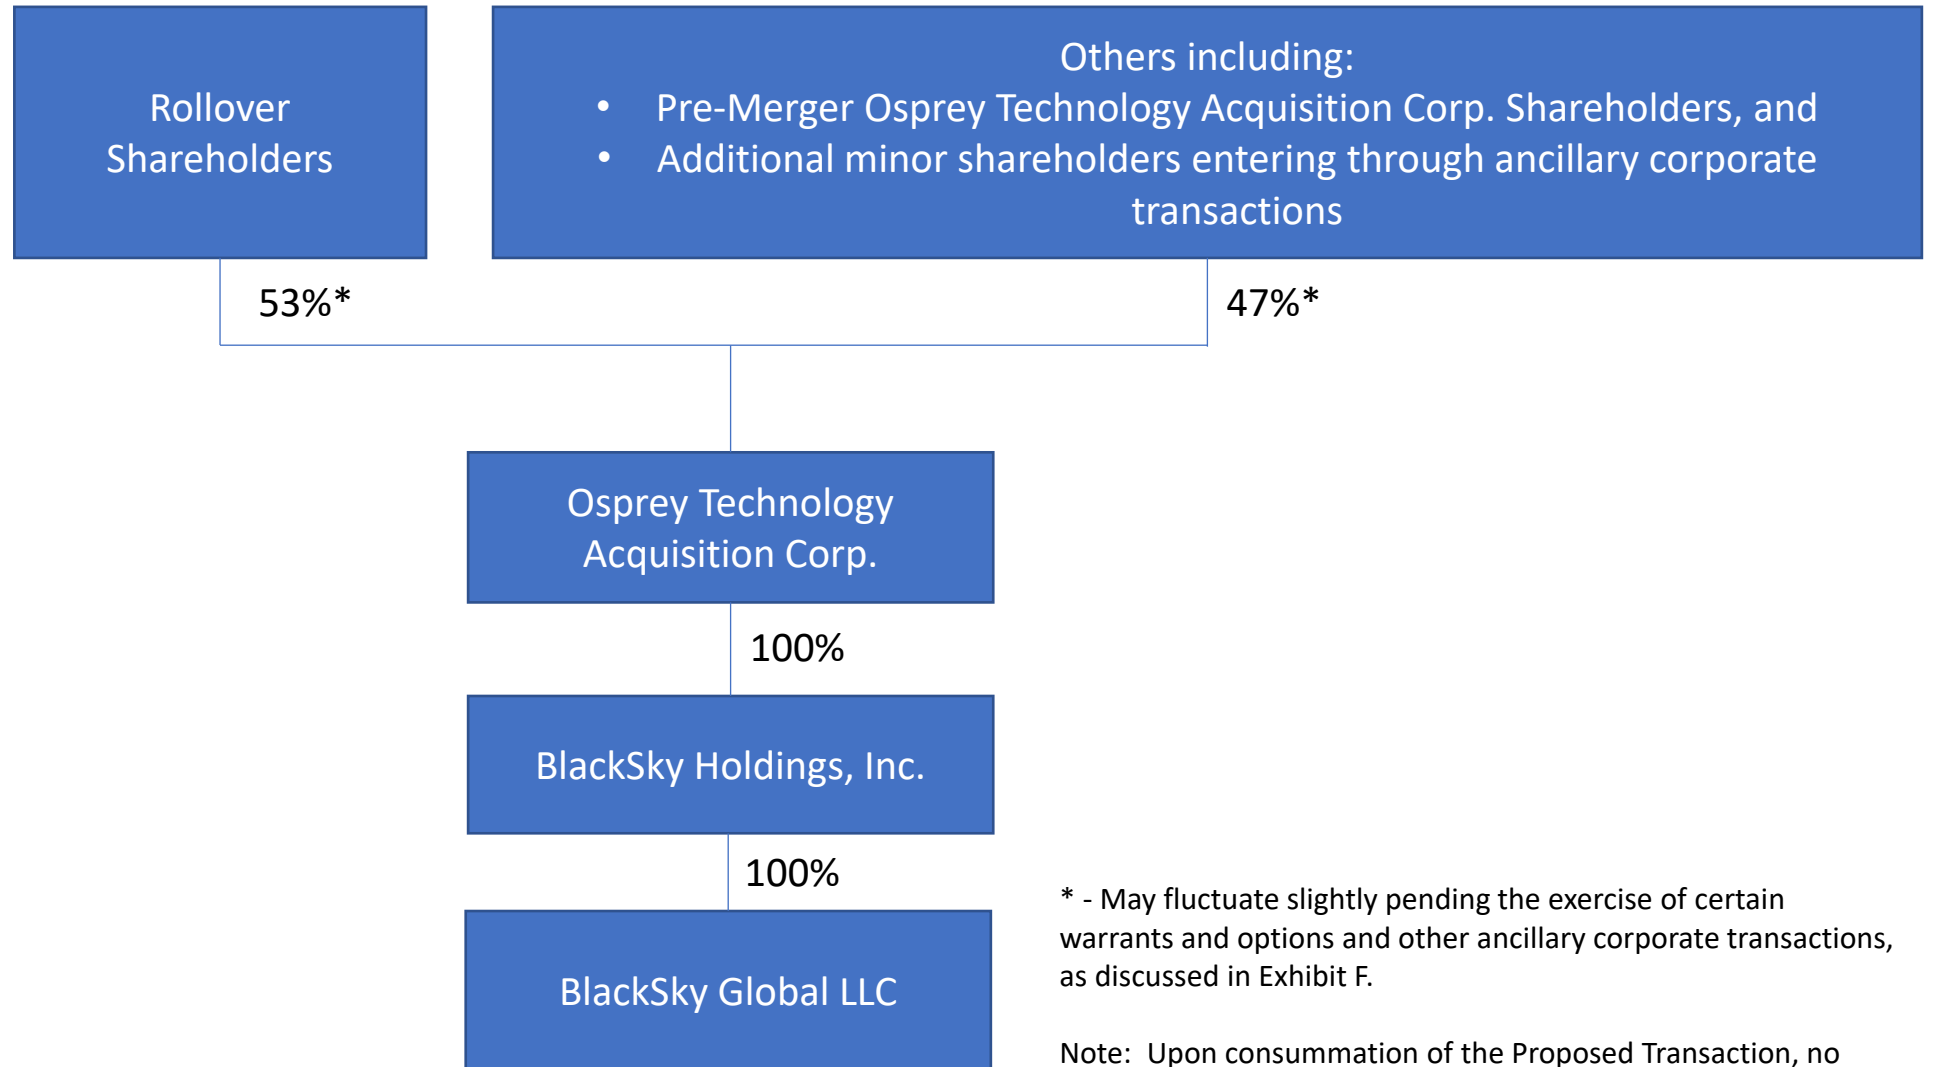 Rollover
Shareholders
Others including:
• Pre-Merger Osprey Technology Acquisition Corp. Shareholders, and
• Additional minor shareholders entering through ancillary corporate
transactions
53%*
47%*
Osprey Technology
Acquisition Corp.
100%
BlackSky Holdings, Inc.
100%
BlackSky Global LLC
* - May fluctuate slightly pending the exercise of certain
warrants and options and other ancillary corporate transactions,
as discussed in Exhibit F.
Note: Upon consummation of the Proposed Transaction, no